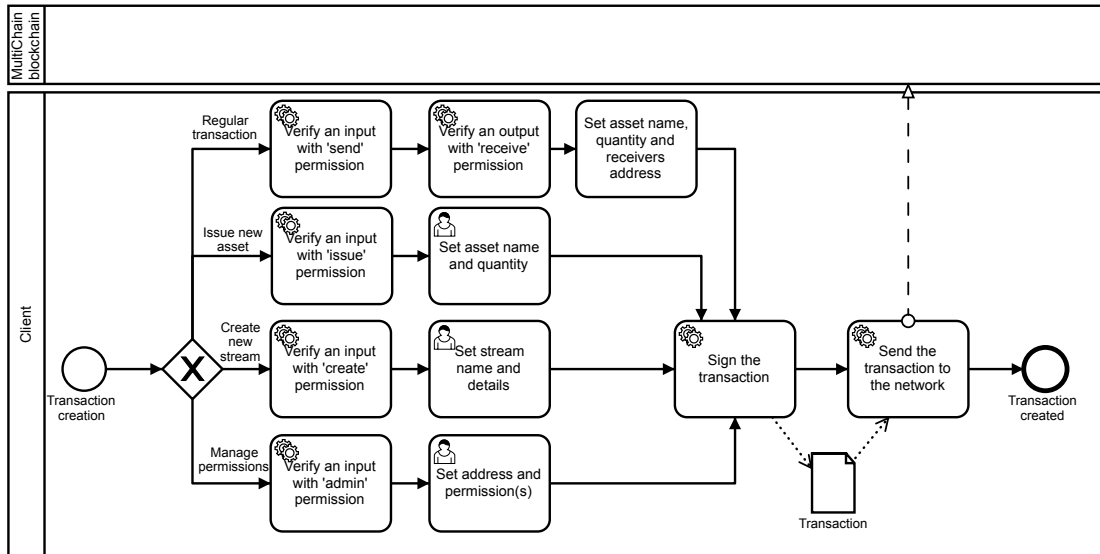 MultiChain
blockchain
Client
Transaction
creation
Regular
transaction
Verify an input
with 'send'
permission
Verify an output
with 'receive'
permission
Set asset name,
quantity and
receivers
address
Issue new
asset
Verify an input
with 'issue'
permission
Set asset name
and quantity
Create
new
stream
Verify an input
with 'create'
permission
Set stream
name and
details
Manage
permissions
Verify an input
with 'admin'
permission
Set address and
permission(s)
Sign the
transaction
Send the
transaction to
the network
Transaction
Transaction
created